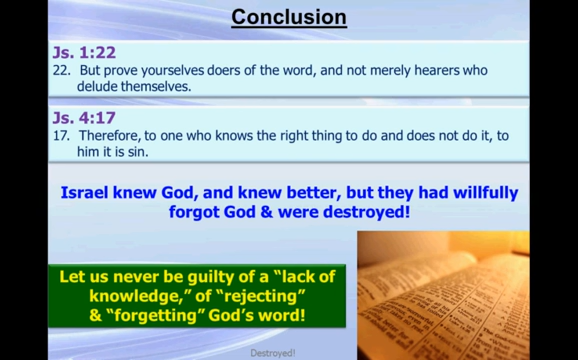 Conclusion
Js. 1:22
22. But prove yourselves doers of the word, and not merely hearers who
delude themselves.
Js. 4:17
17. Therefore, to one who knows the right thing to do and does not do it, to
him it is sin.
Israel knew God, and knew better, but they had willfully
forgot God & were destroyed!
Let us never be guilty of a “lack of
knowledge,” of “rejecting”
& “forgetting” God’s word!
Destroyed!